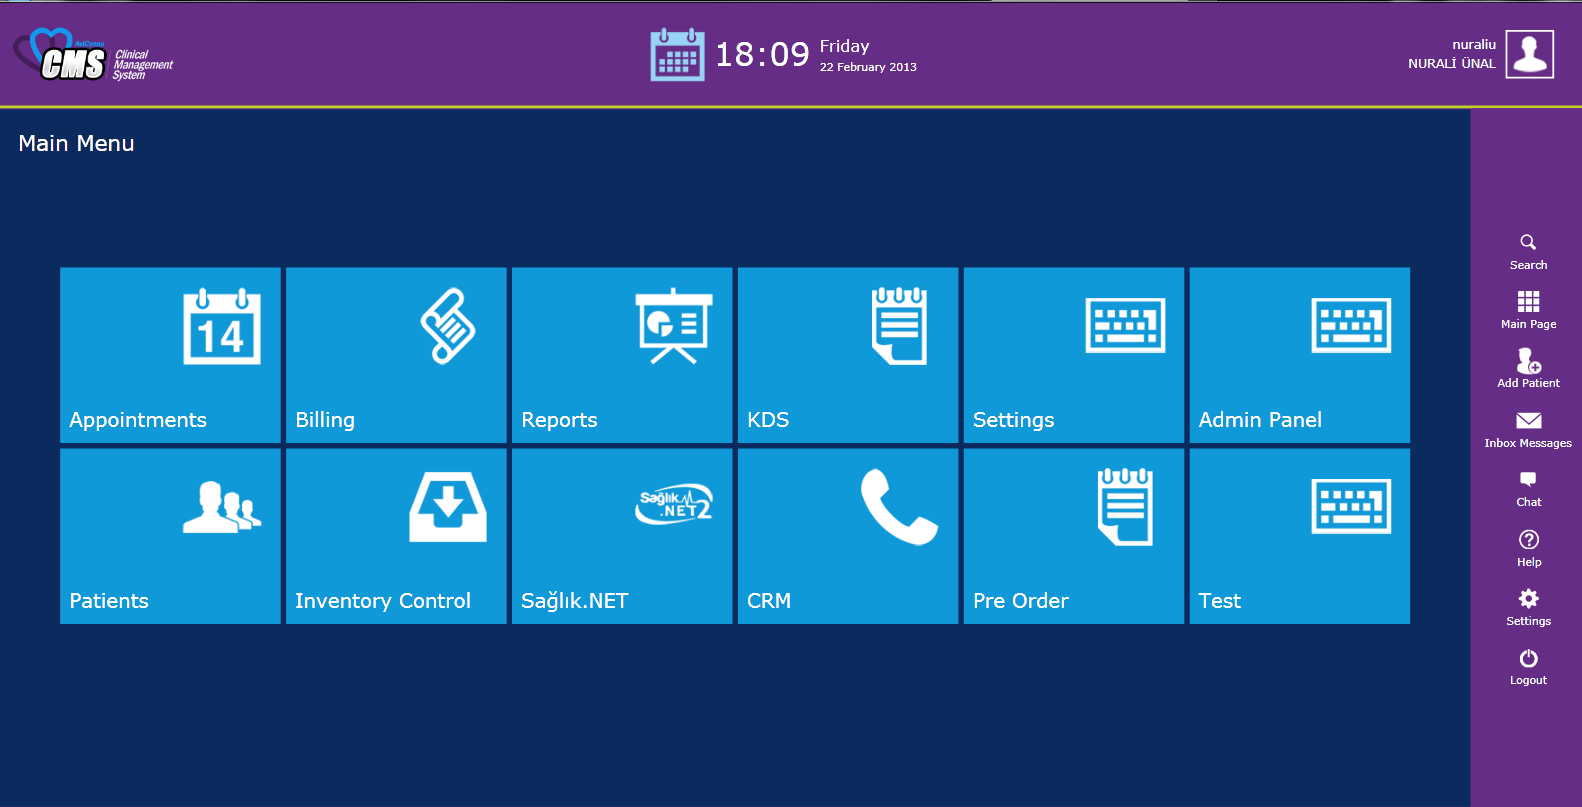 AviCenna
CMS
Clinical
Management
System
18:09
Friday
22 February 2013
nuraliu
NURALİ ÜNAL
Main Menu
14
Appointments
Billing
Reports
KDS
Settings
Admin Panel
Patients
Inventory Control
Sağlık
.NET2
Sağlık.NET
CRM
Pre Order
Test
Search
Main Page
Add Patient
Inbox Messages
Chat
Help
Settings
Logout